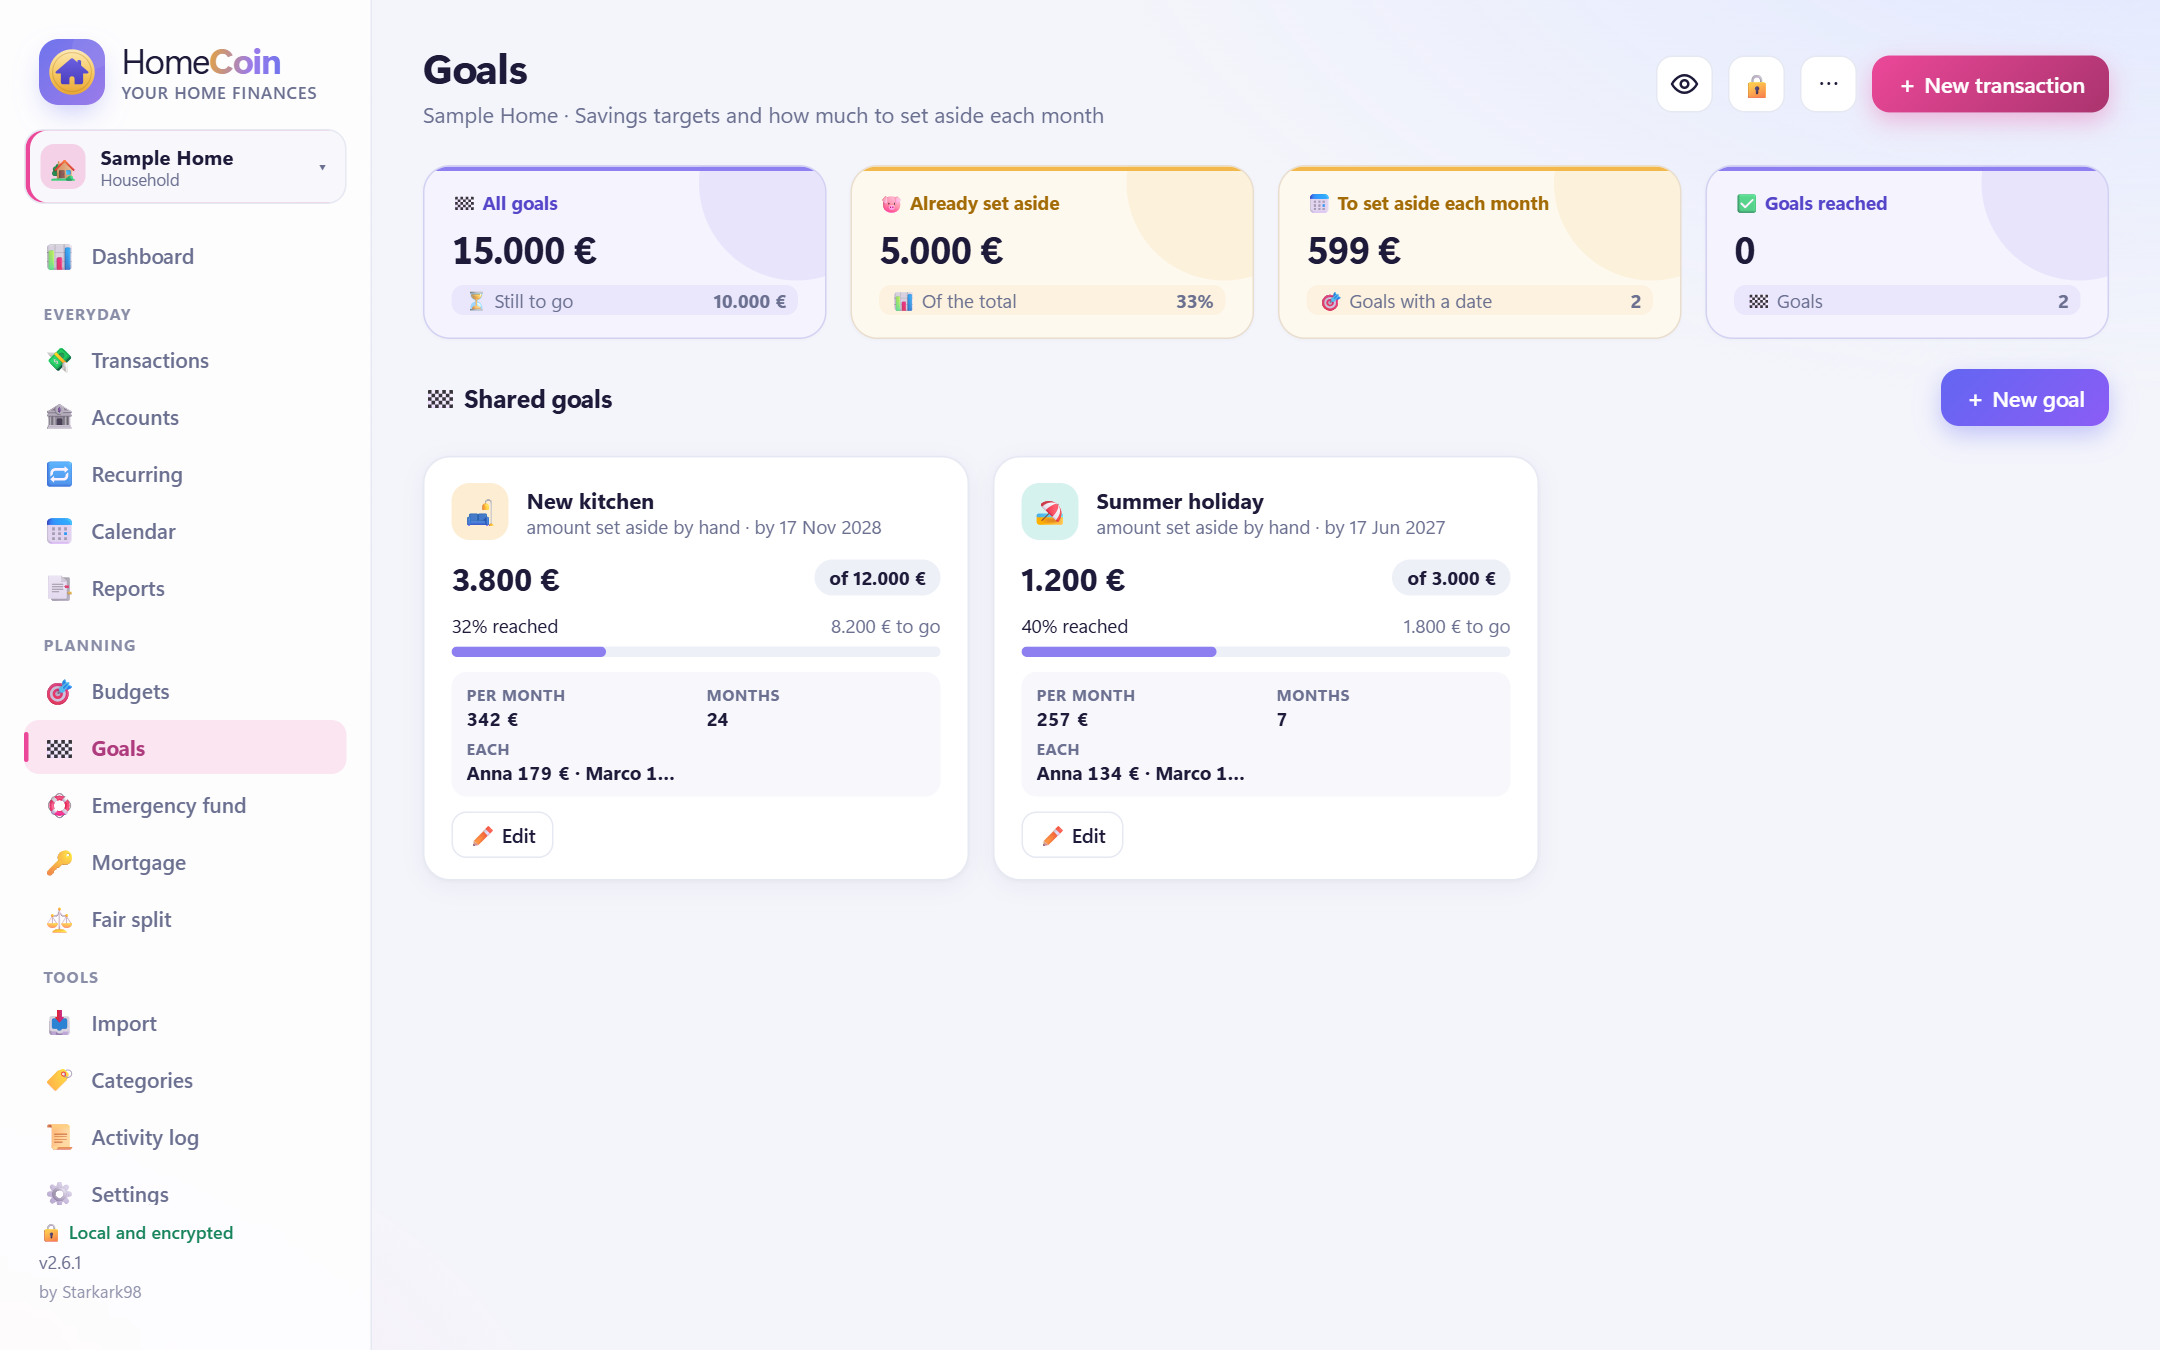 HomeCoin
YOUR HOME FINANCES
Sample Home
Household
Dashboard
EVERYDAY
Transactions
Accounts
Recurring
Calendar
Reports
PLANNING
Budgets
Goals
Emergency fund
Mortgage
Fair split
TOOLS
Import
Categories
Activity log
Settings
Local and encrypted
v2.6.1
by Starkark98
Goals
Sample Home · Savings targets and how much to set aside each month
+ New transaction
All goals
15.000 €
Still to go 10.000 €
Already set aside
5.000 €
Of the total 33%
To set aside each month
599 €
Goals with a date 2
Goals reached
0
Goals 2
Shared goals
+ New goal
New kitchen
amount set aside by hand · by 17 Nov 2028
3.800 € of 12.000 €
32% reached 8.200 € to go
PER MONTH MONTHS
342 € 24
EACH
Anna 179 € · Marco 1...
Edit
Summer holiday
amount set aside by hand · by 17 Jun 2027
1.200 € of 3.000 €
40% reached 1.800 € to go
PER MONTH MONTHS
257 € 7
EACH
Anna 134 € · Marco 1...
Edit